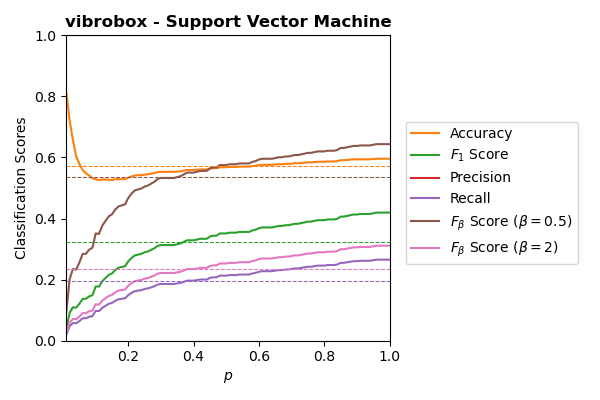 vibrobox - Support Vector Machine
Classification Scores
1.0
0.8
0.6
0.4
0.2
0.0
0.2 0.4 0.6 0.8 1.0
p
Accuracy
F₁ Score
Precision
Recall
Fᵦ Score (β = 0.5)
Fᵦ Score (β = 2)